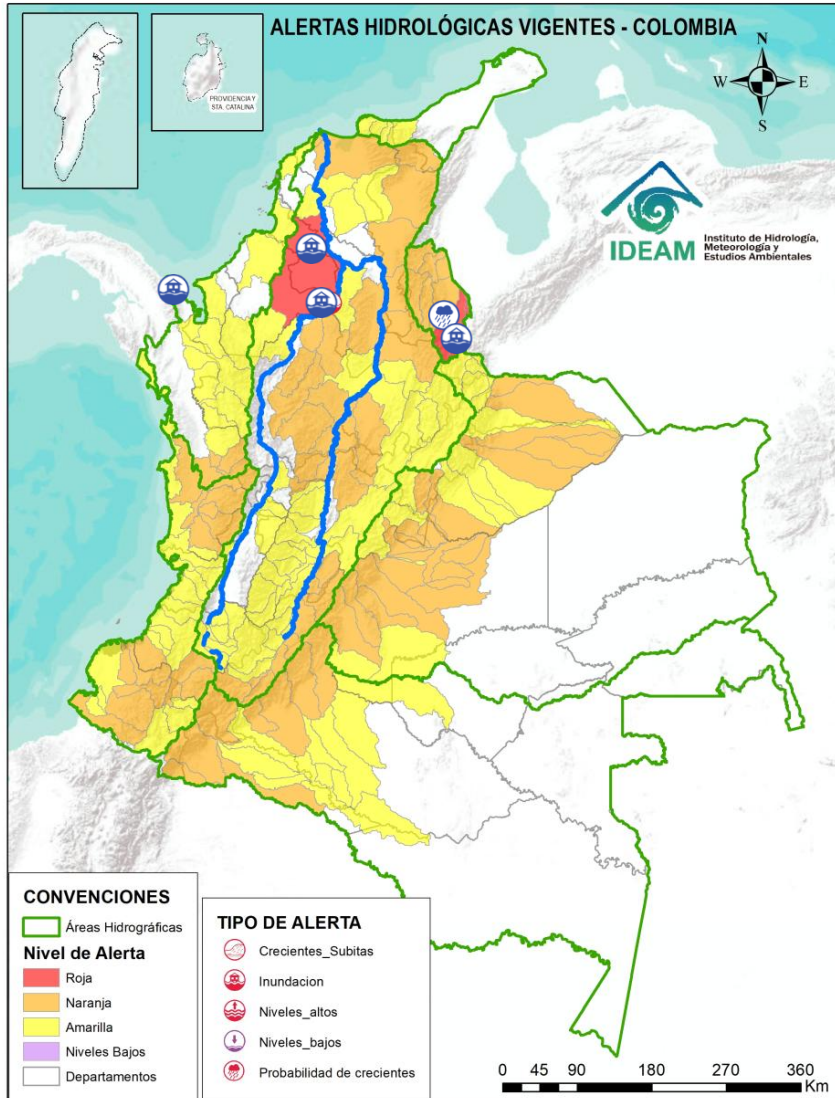 ALERTAS HIDROLÓGICAS VIGENTES - COLOMBIA
PROVIDENCIA Y
STA. CATALINA
N
W
E
S
IDEAM
Instituto de Hidrología,
Meteorología y
Estudios Ambientales
CONVENCIONES
Áreas Hidrográficas
Nivel de Alerta
Roja
Naranja
Amarilla
Niveles Bajos
Departamentos
TIPO DE ALERTA
Crecientes_Subitas
Inundacion
Niveles_altos
Niveles_bajos
Probabilidad de crecientes
0 45 90 180 270 360
Km